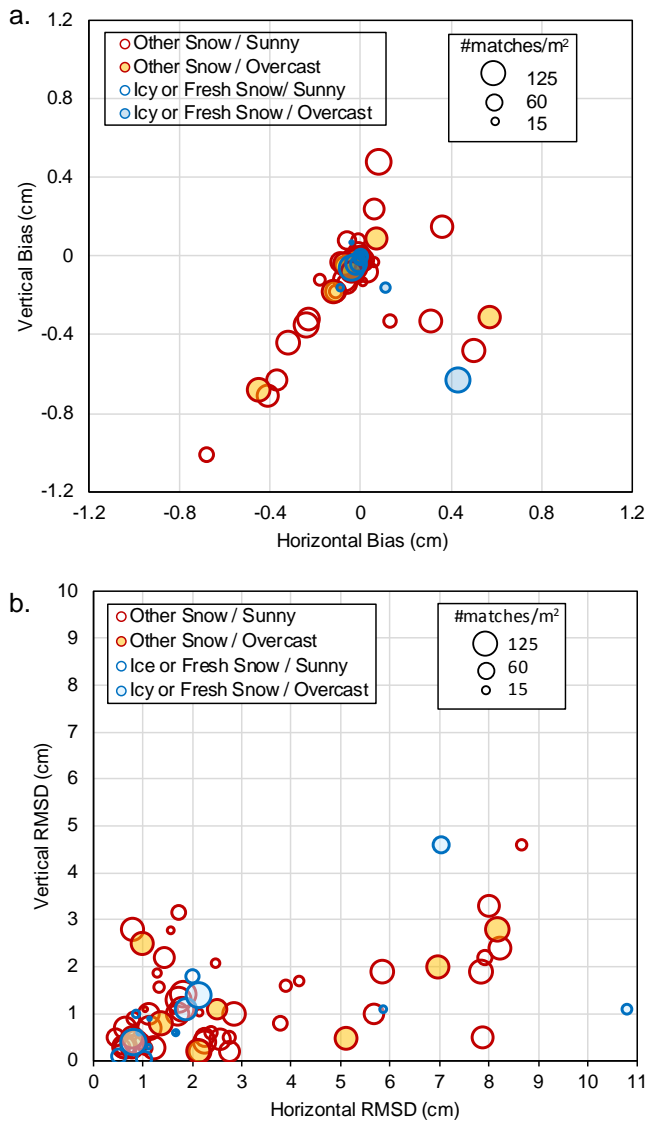 a.
1.2
0.8
0.4
0
-0.4
-0.8
-1.2
Vertical Bias (cm)
Other Snow / Sunny
Other Snow / Overcast
Icy or Fresh Snow/ Sunny
Icy or Fresh Snow / Overcast
#matches/m²
125
60
15
-1.2 -0.8 -0.4 0 0.4 0.8 1.2
Horizontal Bias (cm)
b.
10
9
8
7
6
5
4
3
2
1
0
Vertical RMSD (cm)
Other Snow / Sunny
Other Snow / Overcast
Ice or Fresh Snow / Sunny
Icy or Fresh Snow / Overcast
#matches/m²
125
60
15
0 1 2 3 4 5 6 7 8 9 10 11
Horizontal RMSD (cm)